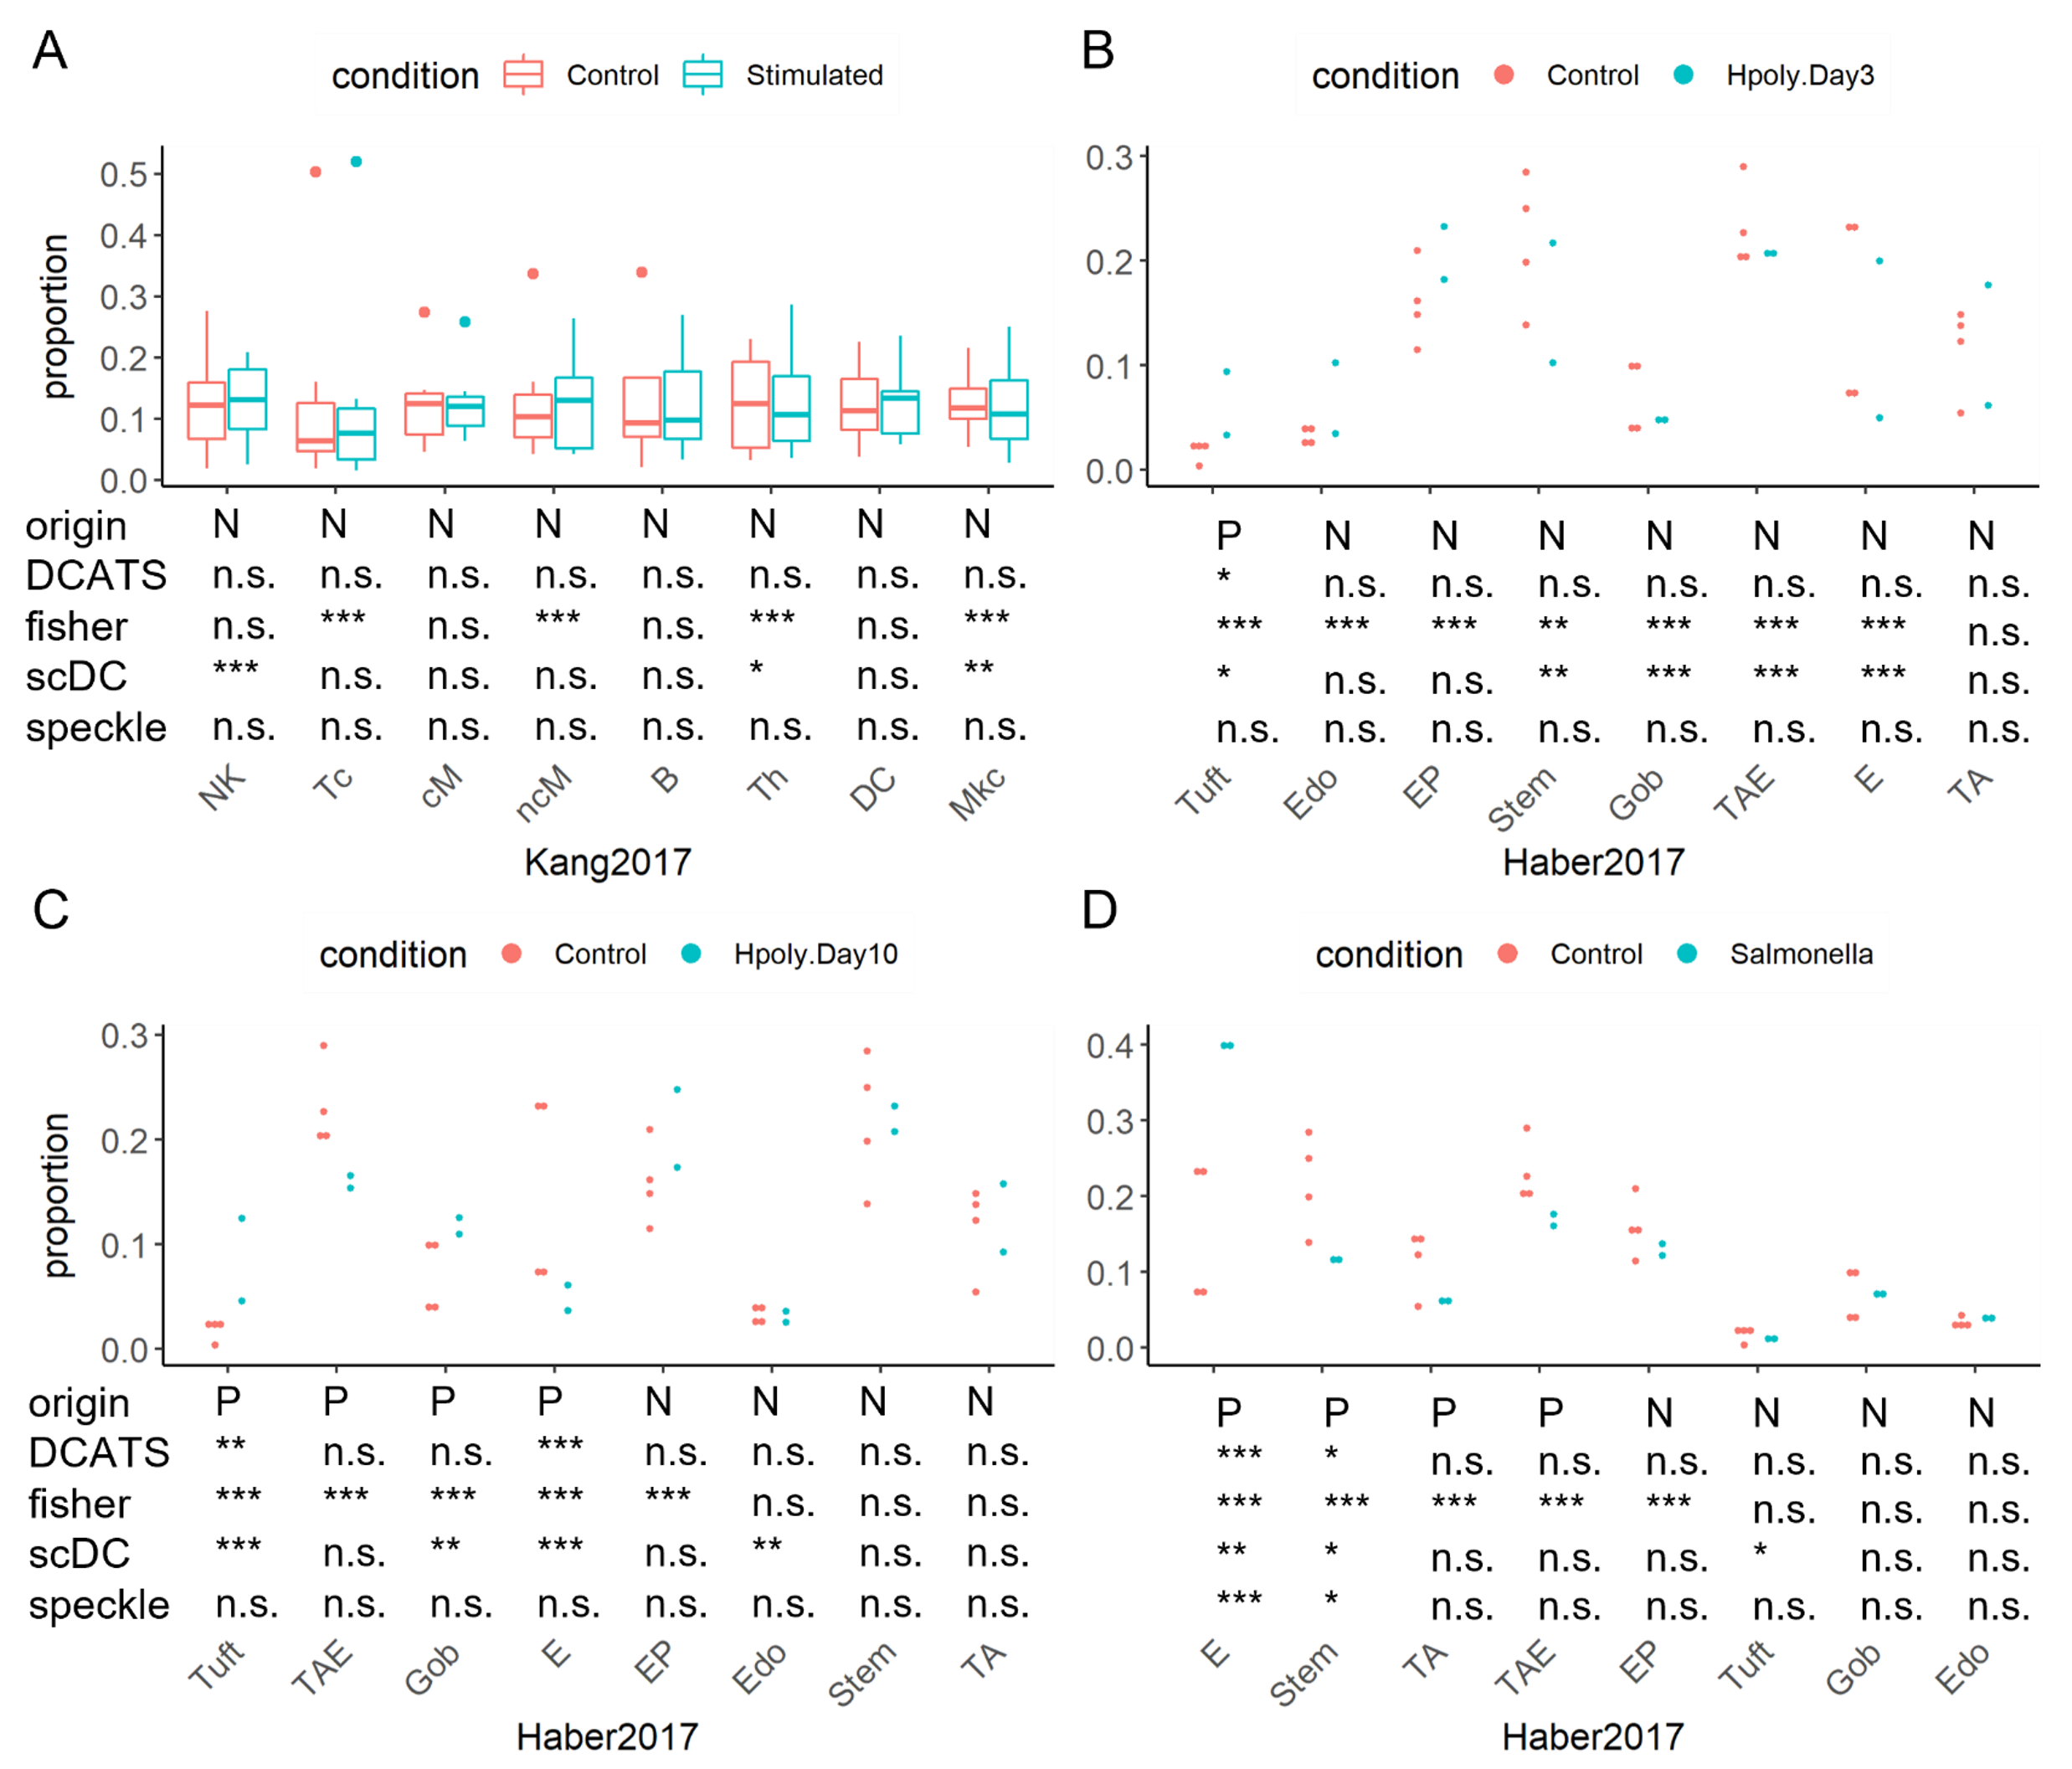 A
condition Control Stimulated
proportion
0.5
0.4
0.3
0.2
0.1
0.0
origin N N N N N N N N
DCATS n.s. n.s. n.s. n.s. n.s. n.s. n.s. n.s.
fisher n.s. *** n.s. *** n.s. *** n.s. ***
scDC *** n.s. n.s. n.s. n.s. * n.s. **
speckle n.s. n.s. n.s. n.s. n.s. n.s. n.s. n.s.
NK Tc cM ncM B Th DC Mkc
Kang2017
B
condition Control Hpoly.Day3
0.3
0.2
0.1
0.0
P N N N N N N N
* n.s. n.s. n.s. n.s. n.s. n.s. n.s.
*** *** *** ** *** *** *** n.s.
* n.s. n.s. ** *** *** *** n.s.
n.s. n.s. n.s. n.s. n.s. n.s. n.s. n.s.
Tuft Edo EP Stem Gob TAE E TA
Haber2017
C
condition Control Hpoly.Day10
proportion
0.3
0.2
0.1
0.0
origin P P P P N N N N
DCATS ** n.s. n.s. *** n.s. n.s. n.s. n.s.
fisher *** *** *** *** *** n.s. n.s. n.s.
scDC *** n.s. ** *** n.s. ** n.s. n.s.
speckle n.s. n.s. n.s. n.s. n.s. n.s. n.s. n.s.
Tuft TAE Gob E EP Edo Stem TA
Haber2017
D
condition Control Salmonella
0.4
0.3
0.2
0.1
0.0
P P P P N N N N
*** * n.s. n.s. n.s. n.s. n.s. n.s.
*** *** *** *** *** n.s. n.s. n.s.
** * n.s. n.s. n.s. * n.s. n.s.
*** * n.s. n.s. n.s. n.s. n.s. n.s.
E Stem TA TAE EP Tuft Gob Edo
Haber2017